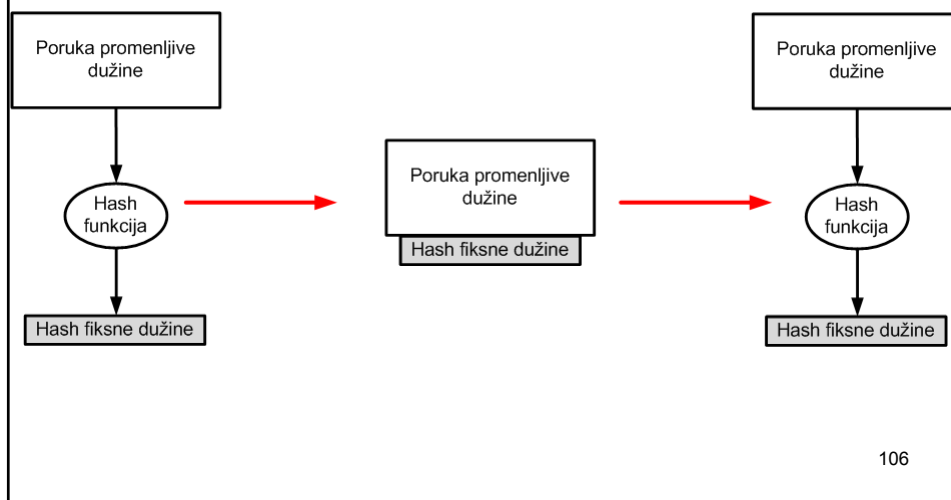 Poruka promenljive
dužine
Hash
funkcija
Hash fiksne dužine
Poruka promenljive
dužine
Hash fiksne dužine
Poruka promenljive
dužine
Hash
funkcija
Hash fiksne dužine
106